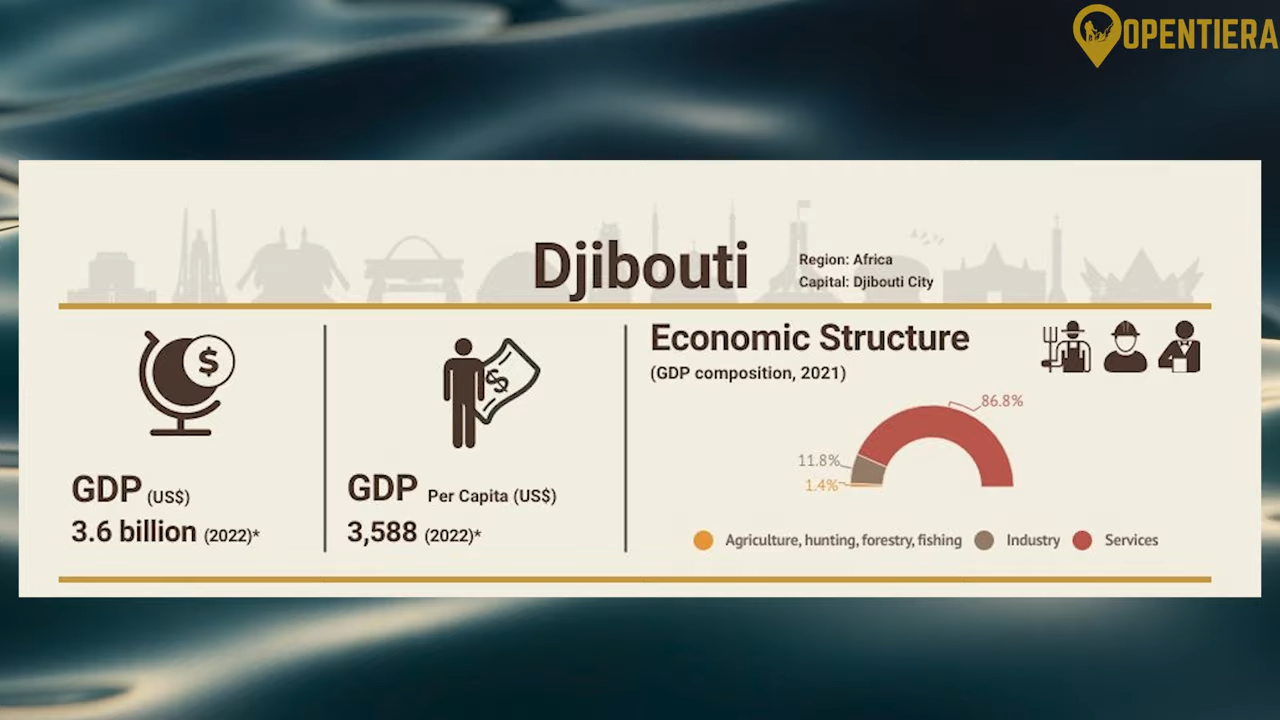 OPENTIERA
Djibouti
Region: Africa
Capital: Djibouti City
$
GDP (US$)
3.6 billion (2022)*
$
GDP Per Capita (US$)
3,588 (2022)*
Economic Structure
(GDP composition, 2021)
86.8%
11.8%
1.4%
Agriculture, hunting, forestry, fishing
Industry
Services